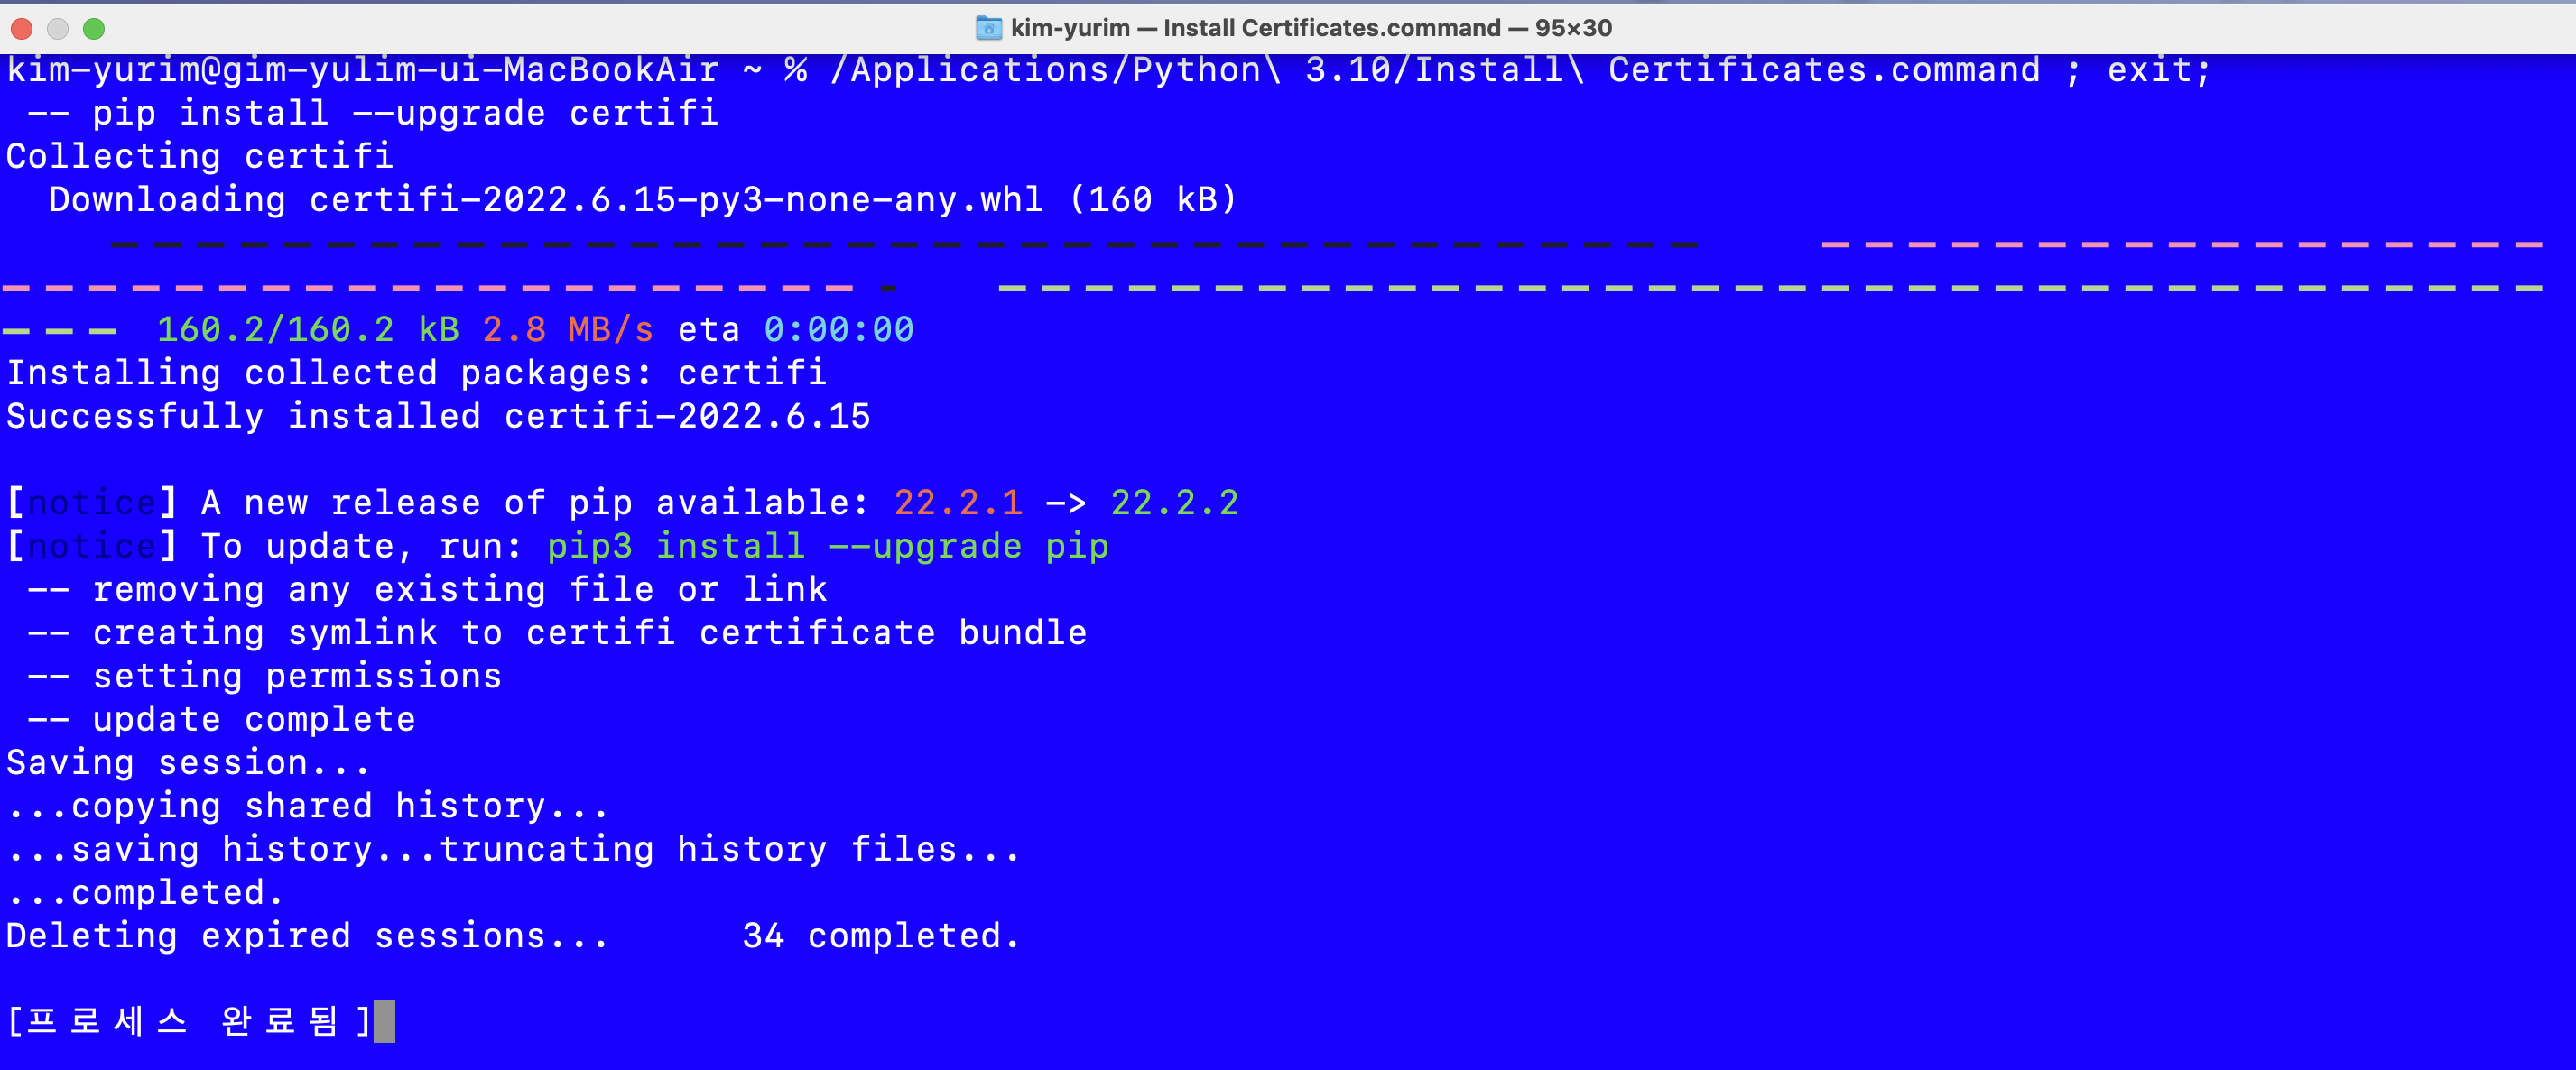 kim-yurim — Install Certificates.command — 95×30
kim-yurim@gim-yulim-ui-MacBookAir ~ % /Applications/Python\ 3.10/Install\ Certificates.command ; exit;
 -- pip install --upgrade certifi
Collecting certifi
  Downloading certifi-2022.6.15-py3-none-any.whl (160 kB)
160.2/160.2 kB 2.8 MB/s eta 0:00:00
Installing collected packages: certifi
Successfully installed certifi-2022.6.15
[notice] A new release of pip available: 22.2.1 -> 22.2.2
[notice] To update, run: pip3 install --upgrade pip
 -- removing any existing file or link
 -- creating symlink to certifi certificate bundle
 -- setting permissions
 -- update complete
Saving session...
...copying shared history...
...saving history...truncating history files...
...completed.
Deleting expired sessions...      34 completed.
[프로세스 완료됨]